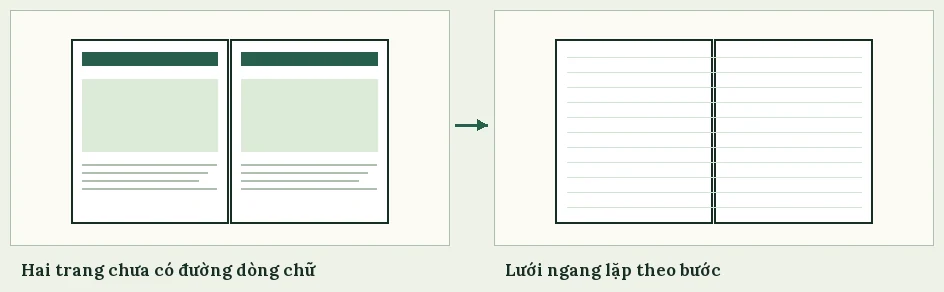 Hai trang chưa có đường dòng chữ
Lưới ngang lặp theo bước